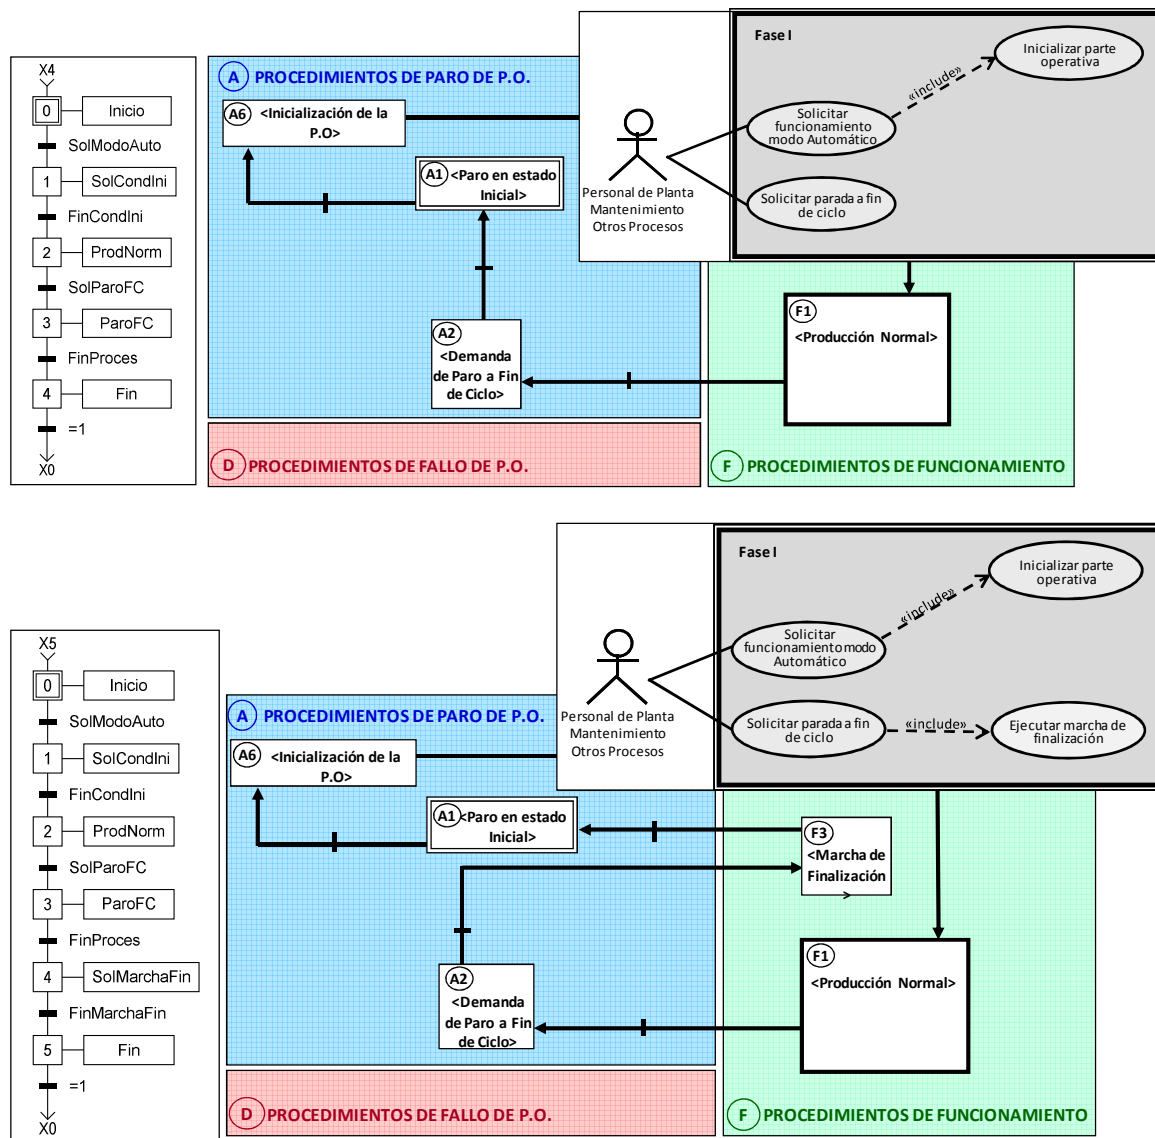 X4
0 Inicio
SolModoAuto
1 SolCondIni
FinCondIni
2 ProdNorm
SolParoFC
3 ParoFC
FinProces
4 Fin
=1
X0
A PROCEDIMIENTOS DE PARO DE P.O.
A6 <Inicialización de la
P.O>
A1 <Paro en estado
Inicial>
A2
<Demanda
de Paro a Fin
de Ciclo>
D PROCEDIMIENTOS DE FALLO DE P.O.
Personal de Planta
Mantenimiento
Otros Procesos
Fase I
Inicializar parte
operativa
«include»
Solicitar
funcionamiento
modo Automático
Solicitar parada a fin
de ciclo
F1
<Producción Normal>
F PROCEDIMIENTOS DE FUNCIONAMIENTO
X5
0 Inicio
SolModoAuto
1 SolCondIni
FinCondIni
2 ProdNorm
SolParoFC
3 ParoFC
FinProces
4 SolMarchaFin
FinMarchaFin
5 Fin
=1
X0
A PROCEDIMIENTOS DE PARO DE P.O.
A6 <Inicialización de la
P.O>
A1 <Paro en estado
Inicial>
A2
<Demanda
de Paro a Fin
de Ciclo>
D PROCEDIMIENTOS DE FALLO DE P.O.
Personal de Planta
Mantenimiento
Otros Procesos
Fase I
Inicializar parte
operativa
«include»
Solicitar
funcionamiento modo
Automático
Solicitar parada a fin
de ciclo
«include»
Ejecutar marcha de
finalización
F3
<Marcha de
Finalización
>
F1
<Producción Normal>
F PROCEDIMIENTOS DE FUNCIONAMIENTO